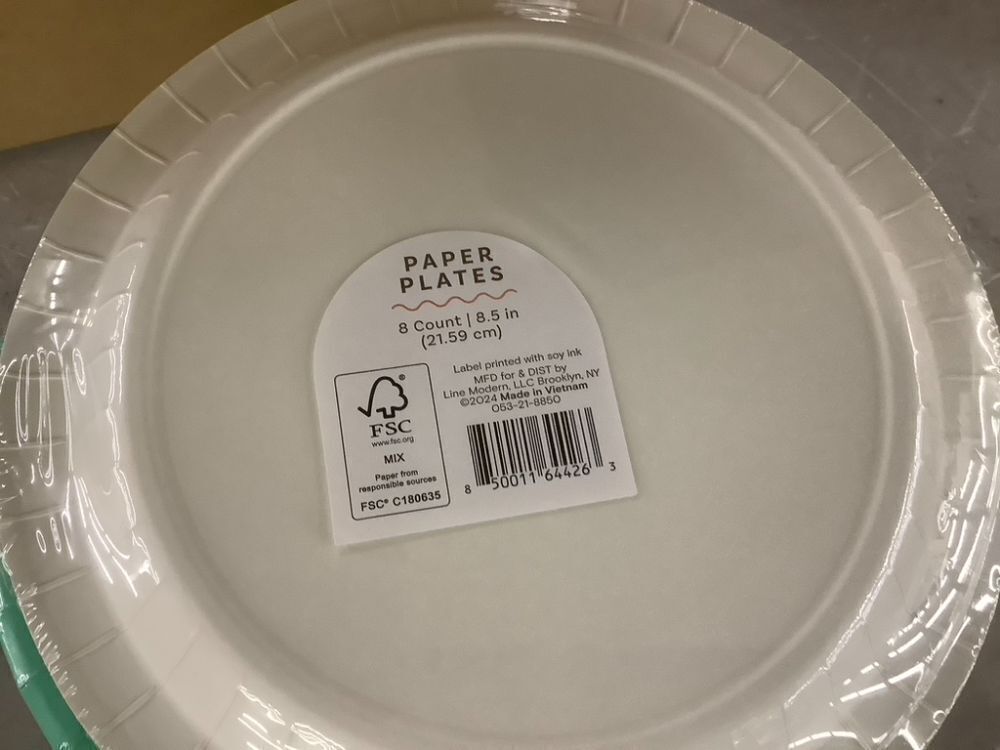 PAPER
PLATES
8 Count | 8.5 in
(21.59 cm)
Label printed with soy ink
MFD for & DIST by
Line Modern, LLC Brooklyn, NY
©2024 Made in Vietnam
053-21-8850
®
FSC
www.fsc.org
MIX
Paper from
responsible sources
FSC® C180635
8 50011 64426 3